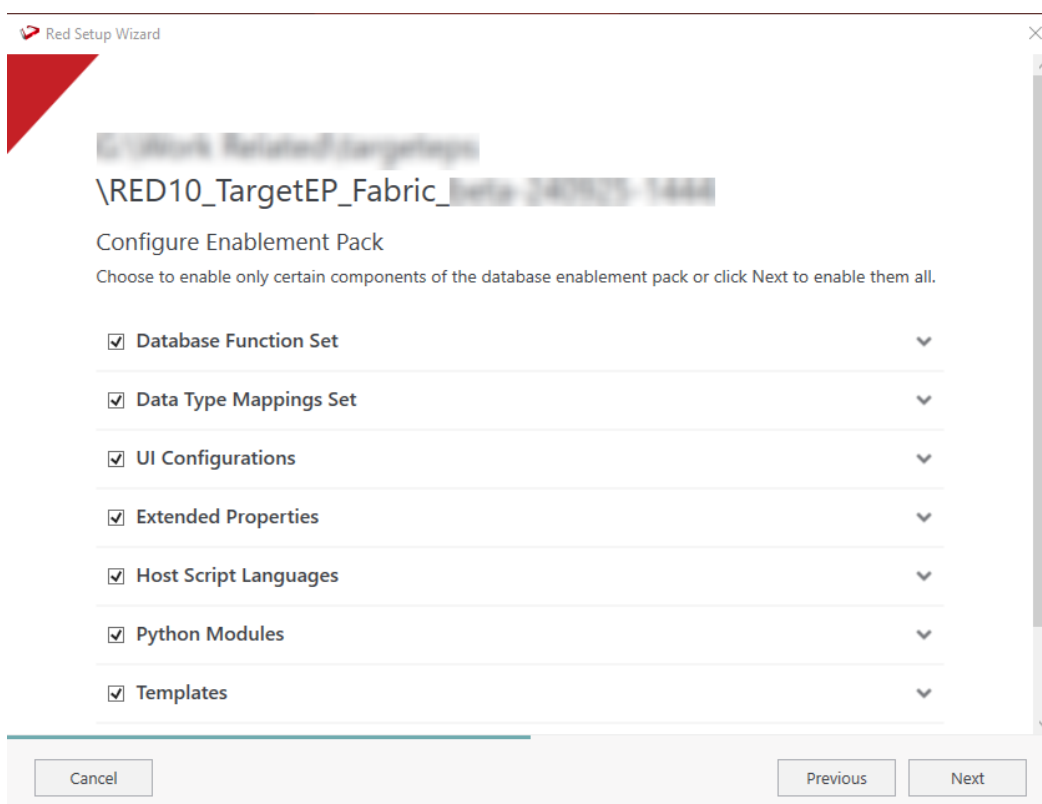 Red Setup Wizard
\RED10_TargetEP_Fabric_
Configure Enablement Pack
Choose to enable only certain components of the database enablement pack or click Next to enable them all.
Database Function Set
Data Type Mappings Set
UI Configurations
Extended Properties
Host Script Languages
Python Modules
Templates
Cancel
Previous
Next